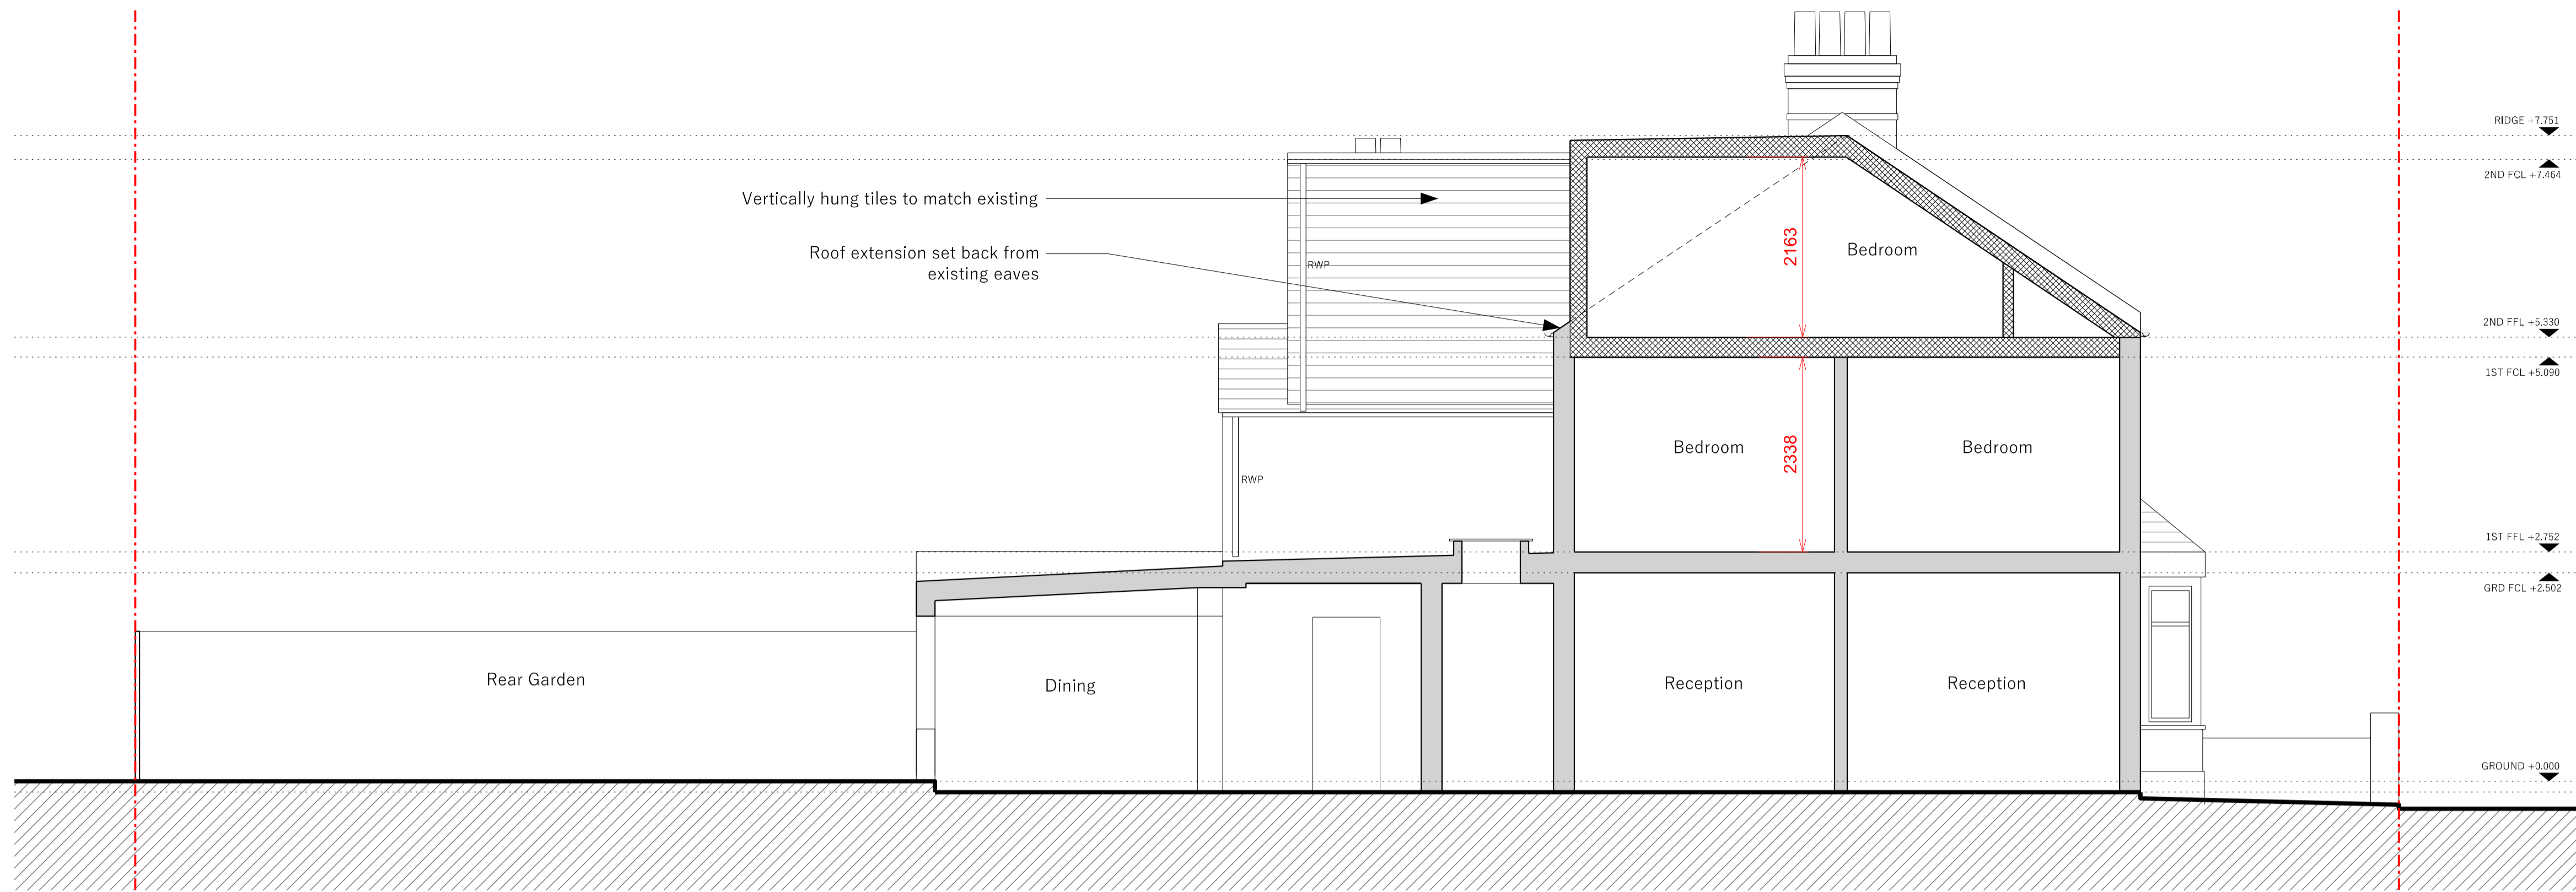 RIDGE +7.751
2ND FCL +7.464
Vertically hung tiles to match existing
Roof extension set back from
existing eaves
RWP
2163
Bedroom
2ND FFL +5.330
1ST FCL +5.090
Bedroom
2338
Bedroom
RWP
1ST FFL +2.752
GRD FCL +2.502
Rear Garden
Dining
Reception
Reception
GROUND +0.000